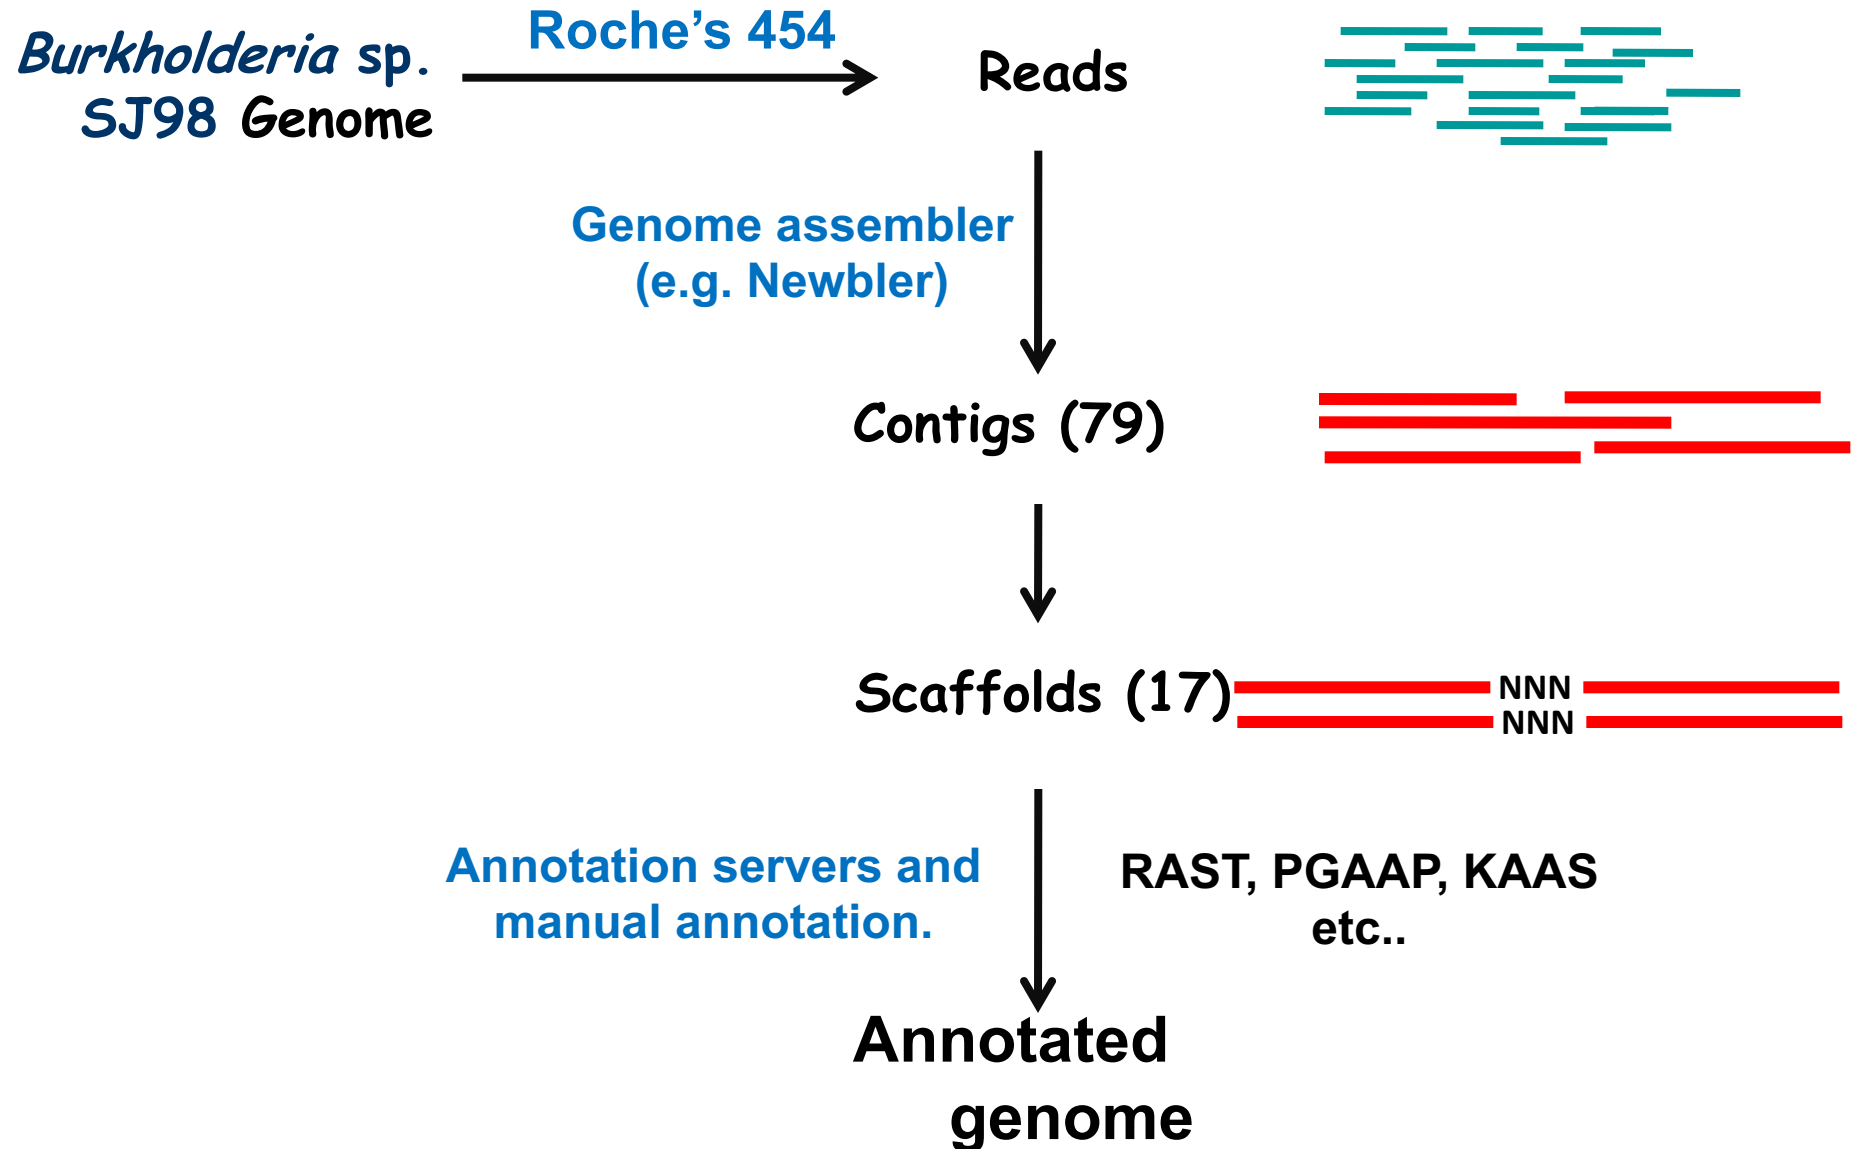 Burkholderia sp.
SJ98 Genome
Roche’s 454
Reads
Genome assembler
(e.g. Newbler)
Contigs (79)
Scaffolds (17)
NNN
NNN
Annotation servers and
manual annotation.
RAST, PGAAP, KAAS
etc..
Annotated
genome